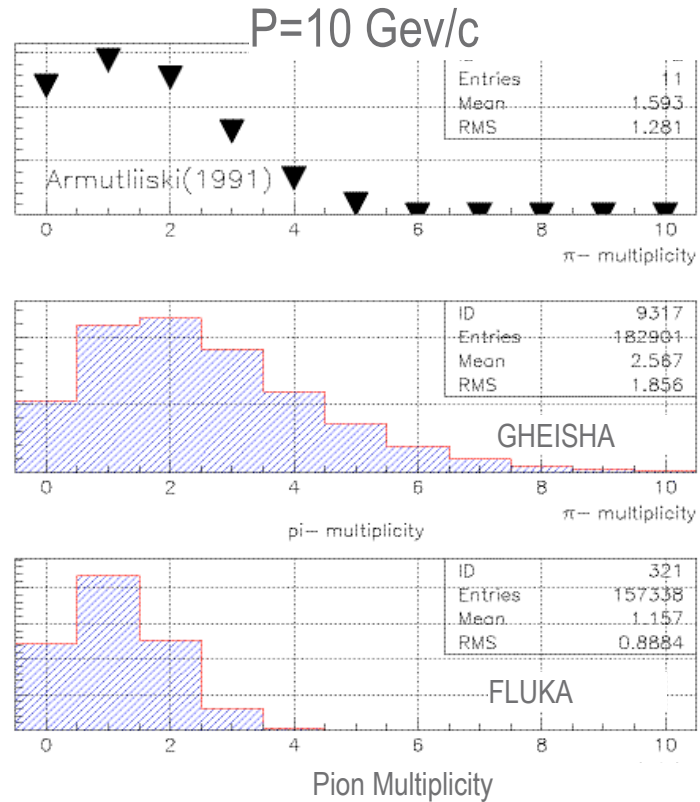 P=10 Gev/c
Entries 11
Mean 1.593
RMS 1.281
Armutliiski(1991)
0 2 4 6 8 10
π− multiplicity
ID 9317
Entries 182901
Mean 2.567
RMS 1.856
GHEISHA
0 2 4 6 8 10
π− multiplicity
pi− multiplicity
ID 321
Entries 157338
Mean 1.157
RMS 0.8884
FLUKA
0 2 4 6 8 10
Pion Multiplicity